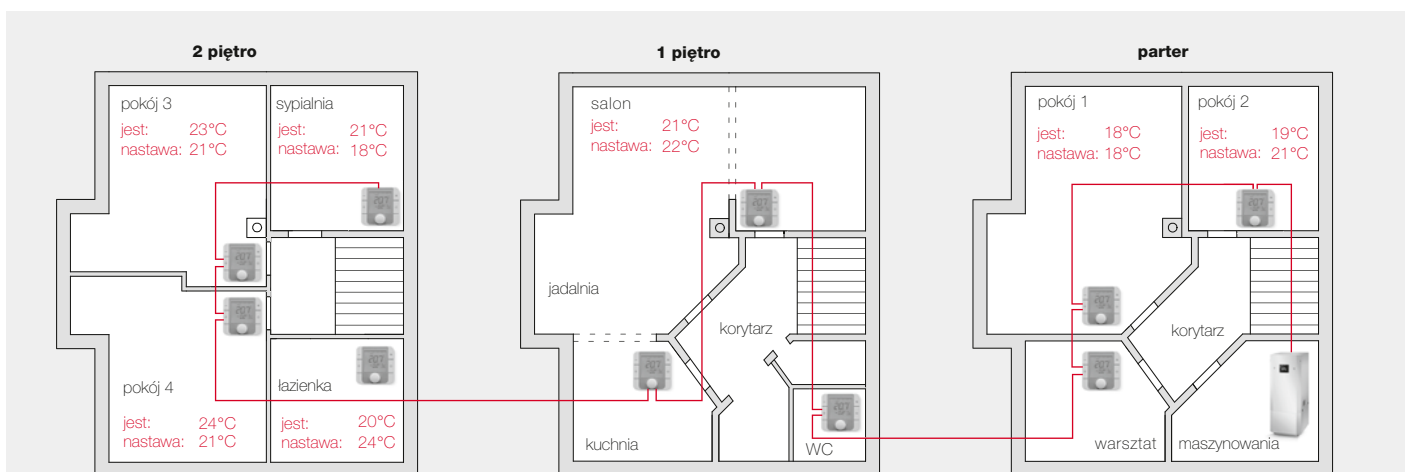 2 piętro
pokój 3
jest: 23°C
nastawa: 21°C
sypialnia
jest: 21°C
nastawa: 18°C
pokój 4
jest: 24°C
nastawa: 21°C
łazienka
jest: 20°C
nastawa: 24°C
1 piętro
salon
jest: 21°C
nastawa: 22°C
jadalnia
korytarz
kuchnia
WC
parter
pokój 1
jest: 18°C
nastawa: 18°C
pokój 2
jest: 19°C
nastawa: 21°C
korytarz
warsztat
maszynowania